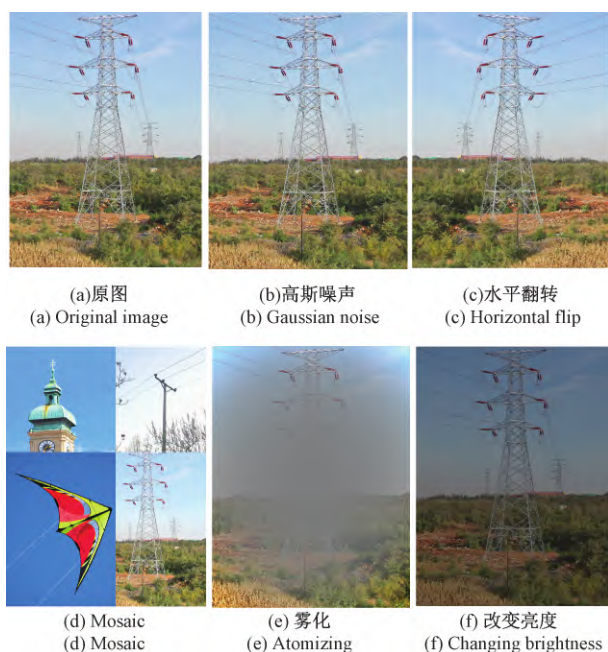 (a)原图
(a) Original image
(b)高斯噪声
(b) Gaussian noise
(c)水平翻转
(c) Horizontal flip
(d) Mosaic
(d) Mosaic
(e) 雾化
(e) Atomizing
(f) 改变亮度
(f) Changing brightness